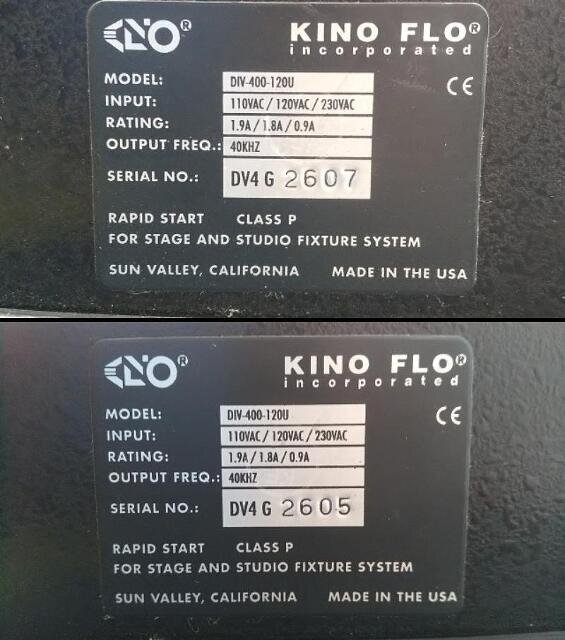 KINO® KINO FLO®
incorporated
MODEL: DIV-400-120U CE
INPUT: 110VAC / 120VAC / 230VAC
RATING: 1.9A / 1.8A / 0.9A
OUTPUT FREQ.: 40KHZ
SERIAL NO.: DV4 G 2607
RAPID START CLASS P
FOR STAGE AND STUDIO FIXTURE SYSTEM
SUN VALLEY, CALIFORNIA MADE IN THE USA
KINO® KINO FLO®
incorporated
MODEL: DIV-400-120U CE
INPUT: 110VAC / 120VAC / 230VAC
RATING: 1.9A / 1.8A / 0.9A
OUTPUT FREQ.: 40KHZ
SERIAL NO.: DV4 G 2605
RAPID START CLASS P
FOR STAGE AND STUDIO FIXTURE SYSTEM
SUN VALLEY, CALIFORNIA MADE IN THE USA